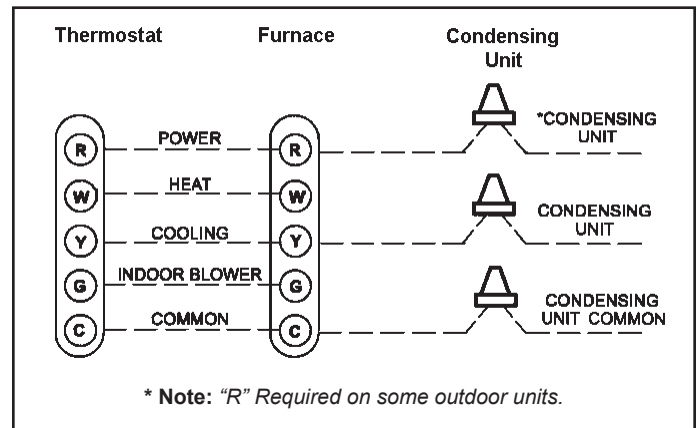 Thermostat
Furnace
Condensing
Unit
R
POWER
R
*CONDENSING
UNIT
W
HEAT
W
Y
COOLING
Y
CONDENSING
UNIT
G
INDOOR BLOWER
G
C
COMMON
C
CONDENSING
UNIT COMMON
* Note: “R” Required on some outdoor units.